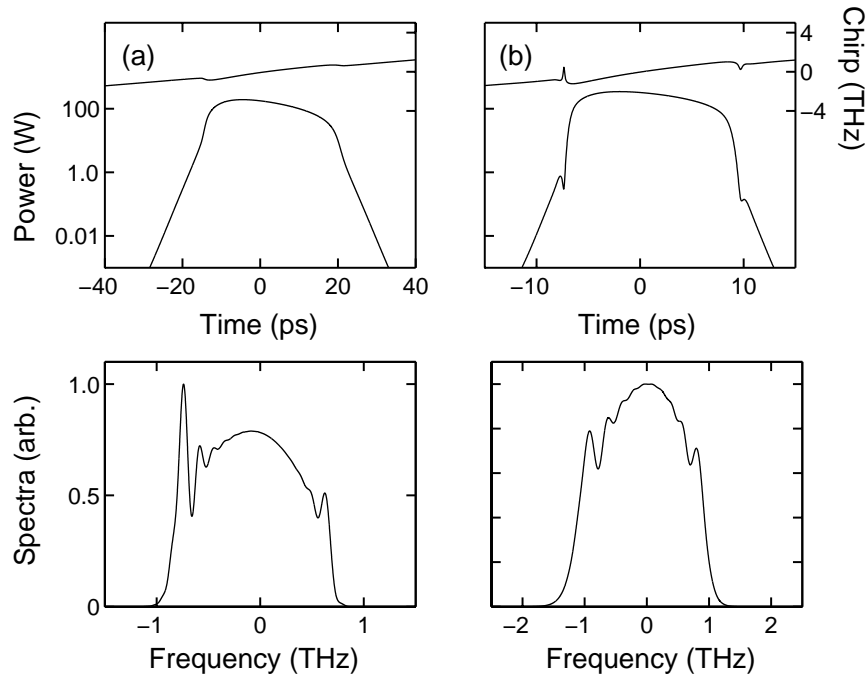 (a)
(b)
Power (W)
100
1.0
0.01
−40
−20
0
20
40
Time (ps)
−10
0
10
Time (ps)
4
0
−4
Chirp (THz)
Spectra (arb.)
1.0
0.5
0
−1
0
1
Frequency (THz)
−2
−1
0
1
2
Frequency (THz)